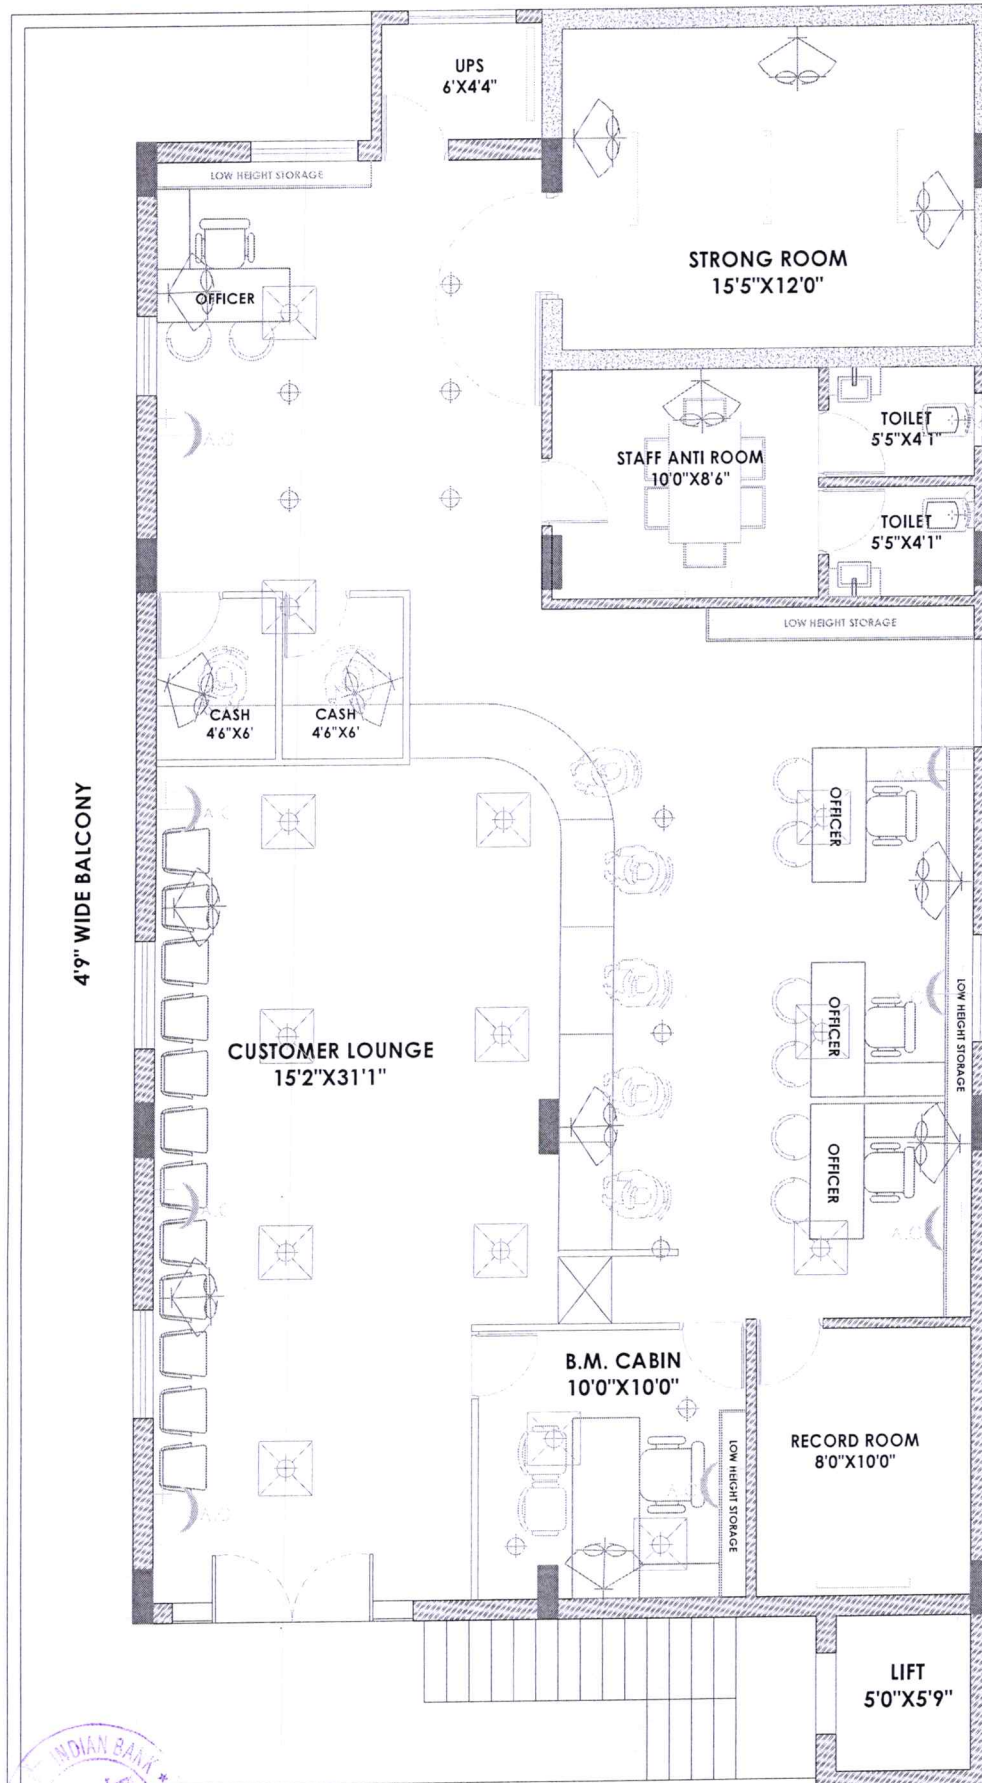 UPS
6'X4'4"
LOW HEIGHT STORAGE
OFFICER
STRONG ROOM
15'5"X12'0"
A.C
STAFF ANTI ROOM
10'0"X8'6"
TOILET
5'5"X4'1"
TOILET
5'5"X4'1"
LOW HEIGHT STORAGE
CASH
4'6"X6'
CASH
4'6"X6'
4'9" WIDE BALCONY
A.C
OFFICER
A.C
OFFICER
A.C
LOW HEIGHT STORAGE
CUSTOMER LOUNGE
15'2"X31'1"
OFFICER
A.C
A.C
B.M. CABIN
10'0"X10'0"
LOW HEIGHT STORAGE
A.C
RECORD ROOM
8'0"X10'0"
A.C
LIFT
5'0"X5'9"
INDIAN BANK *